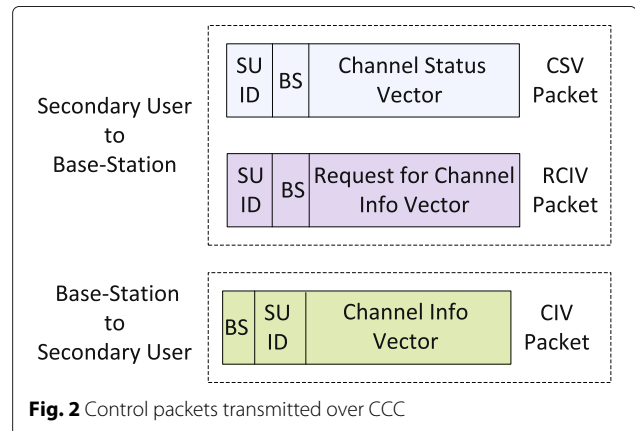 Secondary User
to
Base-Station
SU
ID
BS
Channel Status
Vector
CSV
Packet
SU
ID
BS
Request for Channel
Info Vector
RCIV
Packet
Base-Station
to
Secondary User
BS
SU
ID
Channel Info
Vector
CIV
Packet
Fig. 2 Control packets transmitted over CCC